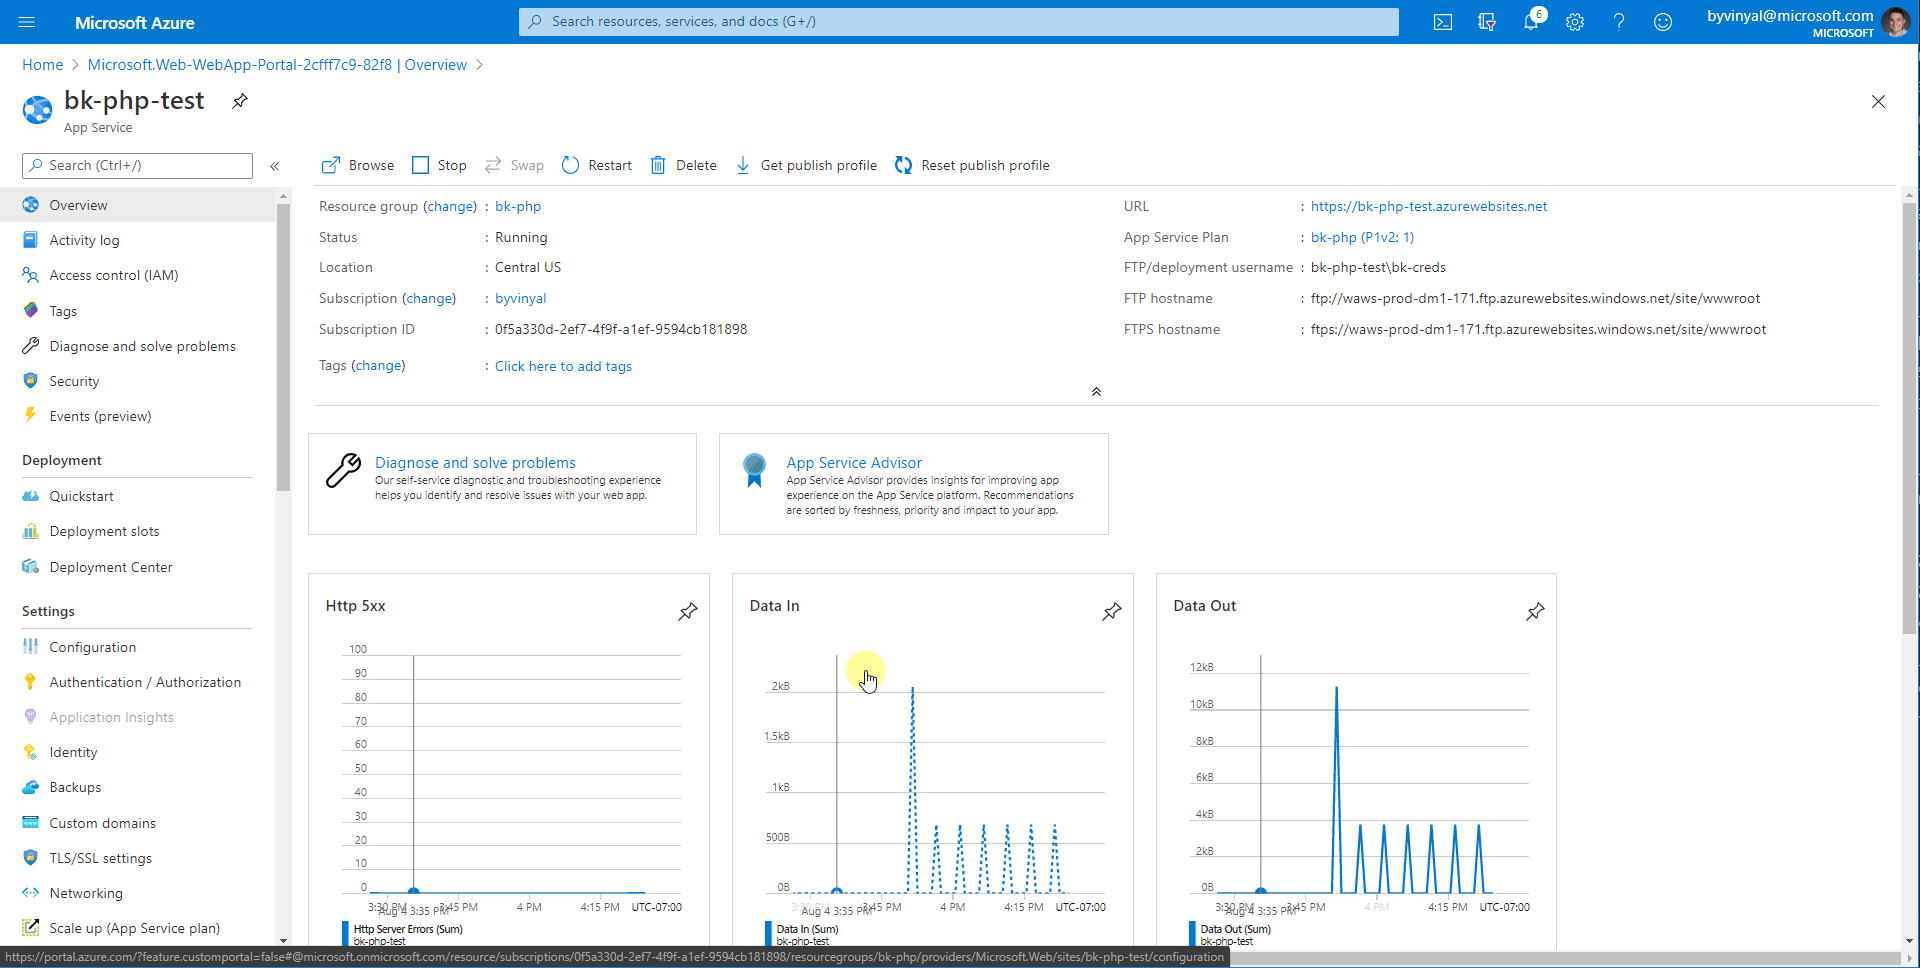 Microsoft Azure
Search resources, services, and docs (G+/)
6
byvinyal@microsoft.com
MICROSOFT
Home > Microsoft.Web-WebApp-Portal-2cfff7c9-82f8 | Overview >
bk-php-test
App Service
Search (Ctrl+/)
«
Browse
Stop
Swap
Restart
Delete
Get publish profile
Reset publish profile
Overview
Activity log
Access control (IAM)
Tags
Diagnose and solve problems
Security
Events (preview)
Deployment
Quickstart
Deployment slots
Deployment Center
Settings
Configuration
Authentication / Authorization
Application Insights
Identity
Backups
Custom domains
TLS/SSL settings
Networking
Scale up (App Service plan)
Resource group (change) : bk-php
Status : Running
Location : Central US
Subscription (change) : byvinyal
Subscription ID : 0f5a330d-2ef7-4f9f-a1ef-9594cb181898
Tags (change) : Click here to add tags
URL : https://bk-php-test.azurewebsites.net
App Service Plan : bk-php (P1v2: 1)
FTP/deployment username : bk-php-test\bk-creds
FTP hostname : ftp://waws-prod-dm1-171.ftp.azurewebsites.windows.net/site/wwwroot
FTPS hostname : ftps://waws-prod-dm1-171.ftp.azurewebsites.windows.net/site/wwwroot
Diagnose and solve problems
Our self-service diagnostic and troubleshooting experience
helps you identify and resolve issues with your web app.
App Service Advisor
App Service Advisor provides insights for improving app
experience on the App Service platform. Recommendations
are sorted by freshness, priority and impact to your app.
Http 5xx
100
90
80
70
60
50
40
30
20
10
0
3:30 PM 3:45 PM 4 PM 4:15 PM UTC-07:00
Aug 4 3:35 PM
Http Server Errors (Sum)
bk-php-test
Data In
2kB
1.5kB
1kB
500B
0B
3:30 PM 3:45 PM 4 PM 4:15 PM UTC-07:00
Aug 4 3:35 PM
Data In (Sum)
bk-php-test
Data Out
12kB
10kB
8kB
6kB
4kB
2kB
0B
3:30 PM 3:45 PM 4 PM 4:15 PM UTC-07:00
Aug 4 3:35 PM
Data Out (Sum)
bk-php-test
https://portal.azure.com/?feature.customportal=false#@microsoft.onmicrosoft.com/resource/subscriptions/0f5a330d-2ef7-4f9f-a1ef-9594cb181898/resourcegroups/bk-php/providers/Microsoft.Web/sites/bk-php-test/configuration